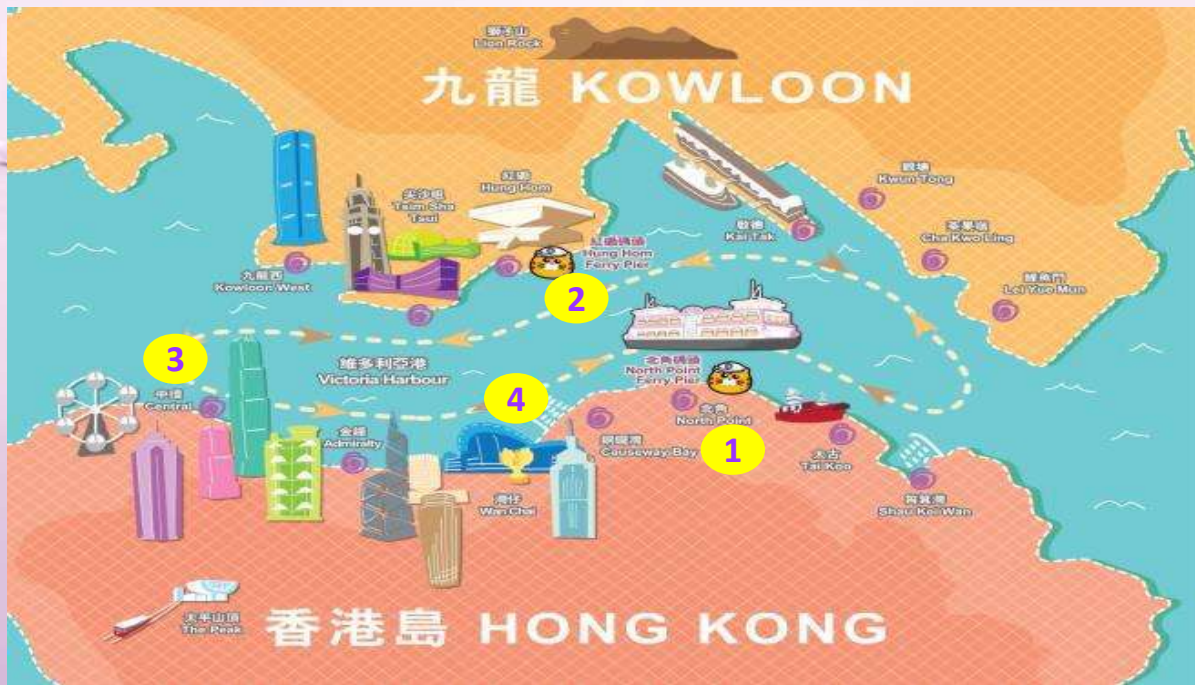 獅子山
Lion Rock
九龍 KOWLOON
觀塘
Kwun Tong
紅磡
Hung Hom
尖沙咀
Tsim Sha
Tsui
茶果嶺
Cha Kwo Ling
啟德
Kai Tak
紅磡碼頭
Hung Hom
Ferry Pier
九龍西
Kowloon West
鯉魚門
Lei Yue Mun
2
3
維多利亞港
Victoria Harbour
北角碼頭
North Point
Ferry Pier
中環
Central
4
北角
North Point
金鐘
Admiralty
銅鑼灣
Causeway Bay
1
太古
Tai Koo
灣仔
Wan Chai
筲箕灣
Shau Kei Wan
太平山頂
The Peak
香港島 HONG KONG